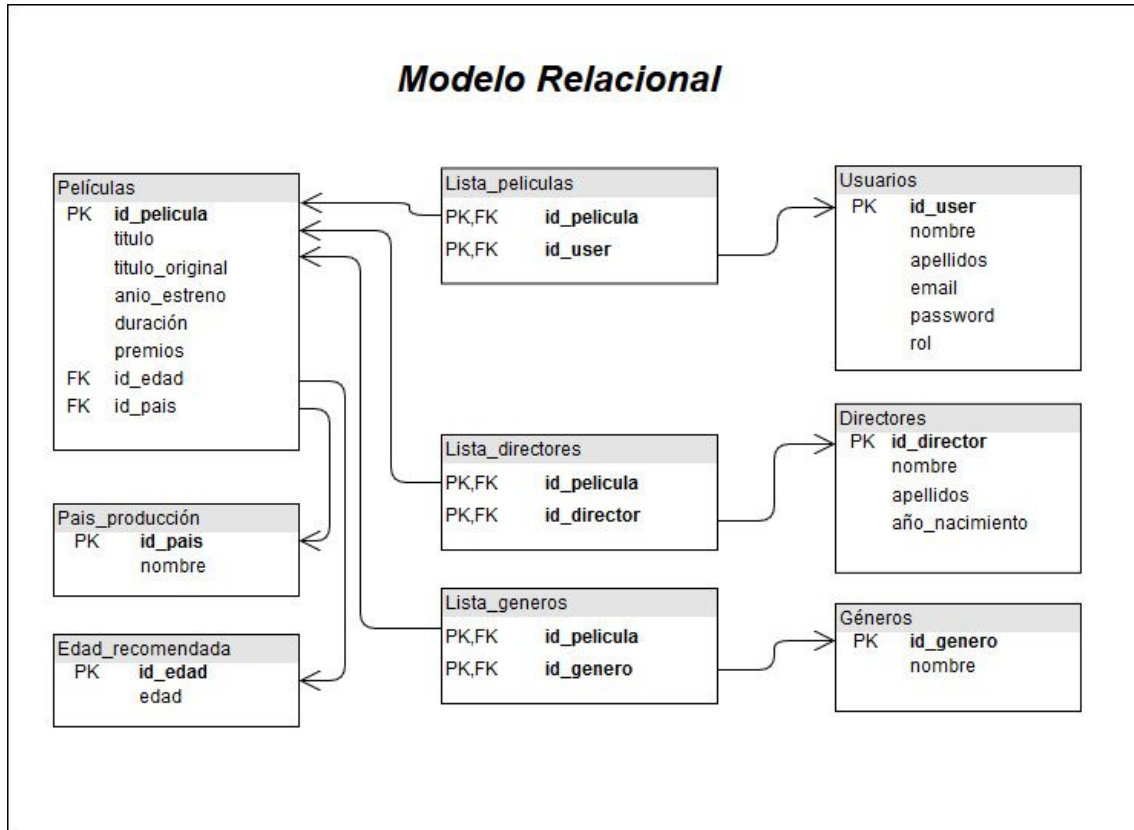 Modelo Relacional
Películas
PK id_pelicula
titulo
titulo_original
anio_estreno
duración
premios
FK id_edad
FK id_pais
Pais_producción
PK id_pais
nombre
Edad_recomendada
PK id_edad
edad
Lista_peliculas
PK,FK id_pelicula
PK,FK id_user
Lista_directores
PK,FK id_pelicula
PK,FK id_director
Lista_generos
PK,FK id_pelicula
PK,FK id_genero
Usuarios
PK id_user
nombre
apellidos
email
password
rol
Directores
PK id_director
nombre
apellidos
año_nacimiento
Géneros
PK id_genero
nombre